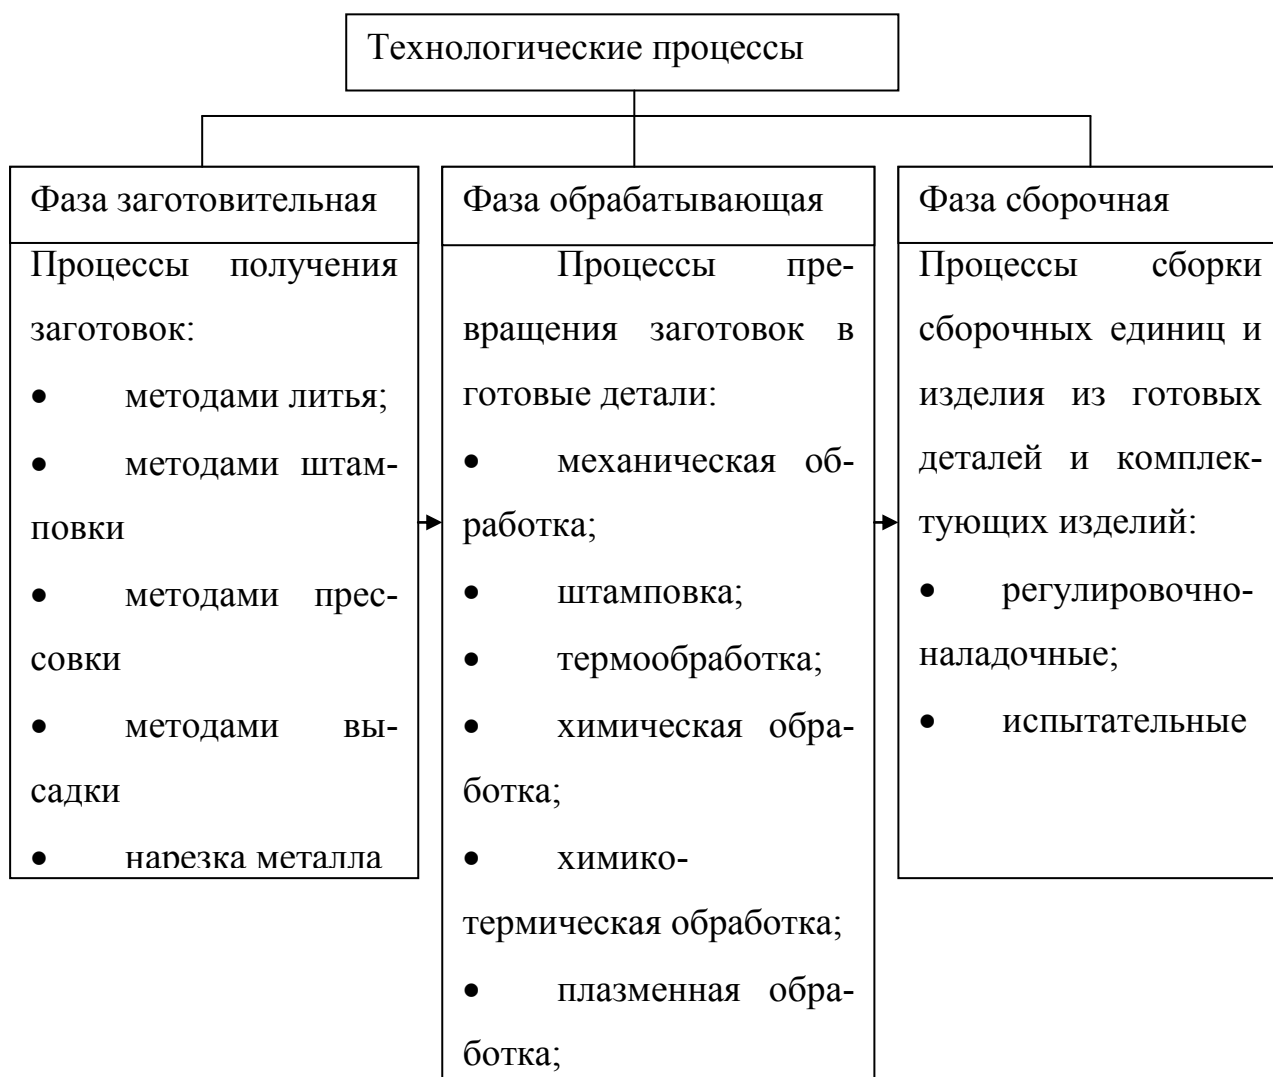 Технологические процессы
Фаза заготовительная
Процессы получения
заготовок:
• методами литья;
• методами штам-
повки
• методами прес-
совки
• методами вы-
садки
• нарезка металла
Фаза обрабатывающая
Процессы пре-
вращения заготовок в
готовые детали:
• механическая об-
работка;
• штамповка;
• термообработка;
• химическая обра-
ботка;
• химико-
термическая обработка;
• плазменная обра-
ботка;
Фаза сборочная
Процессы сборки
сборочных единиц и
изделия из готовых
деталей и комплек-
тующих изделий:
• регулировочно-
наладочные;
• испытательные